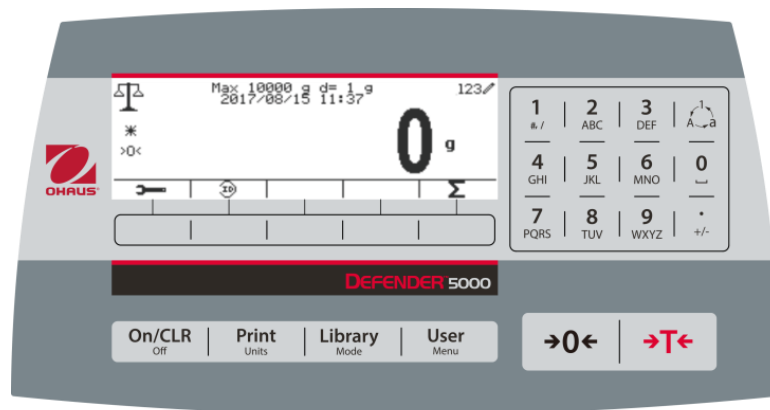 Max 10000 g d= 1 g
2017/08/15 11:37
123
>0<
0 g
OHAUS
ID
Σ
DEFENDER 5000
1 2 3 1
&, / ABC DEF A a
4 5 6 0
GHI JKL MNO
7 8 9 .
PQRS TUV WXYZ +/-
On/CLR Print Library User
Off Units Mode Menu
→0← →T←